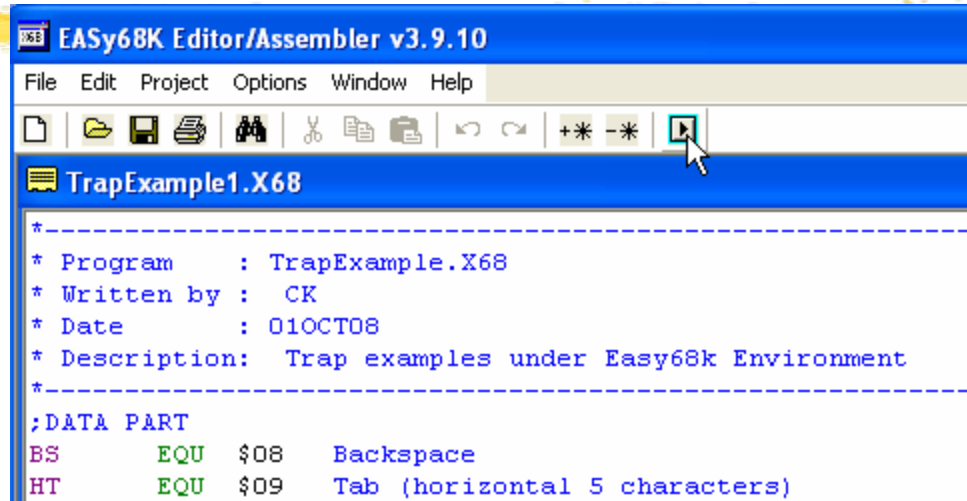 EASy68K Editor/Assembler v3.9.10
File Edit Project Options Window Help
+* -*
TrapExample1.X68
*----------------------------------------------------------
* Program : TrapExample.X68
* Written by : CK
* Date : 01OCT08
* Description: Trap examples under Easy68k Environment
*----------------------------------------------------------
;DATA PART
BS EQU $08 Backspace
HT EQU $09 Tab (horizontal 5 characters)